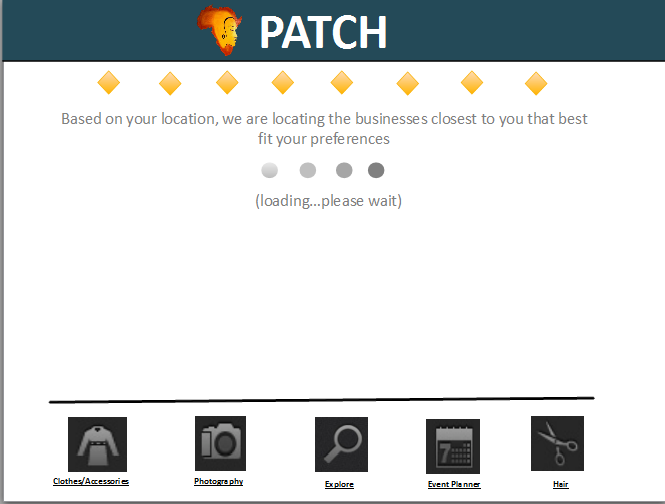 PATCH
Based on your location, we are locating the businesses closest to you that best
fit your preferences
(loading...please wait)
7
Clothes/Accessories
Photography
Explore
Event Planner
Hair